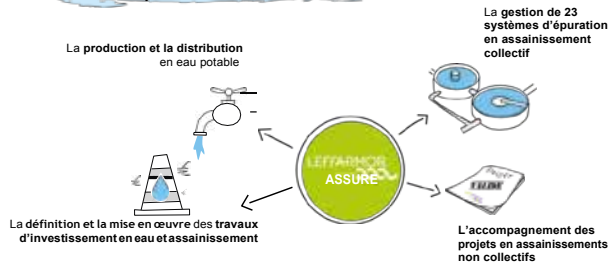 La gestion de 23
systèmes d'épuration
en assainissement
collectif
La production et la distribution
en eau potable
LEFFARMOR
ASSURE
La définition et la mise en œuvre des travaux
d'investissement en eau et assainissement
L'accompagnement des
projets en assainissements
non collectifs